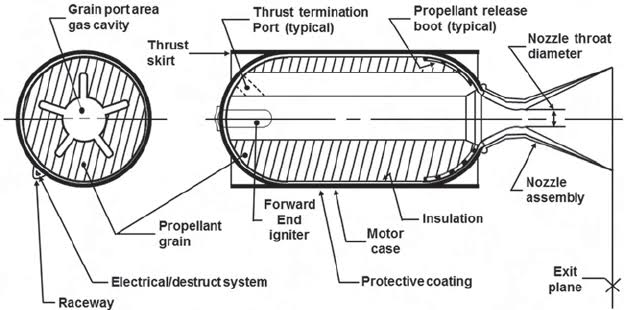 Grain port area
gas cavity
Thrust termination
Port (typical)
Propellant release
boot (typical)
Nozzle throat
diameter
Thrust
skirt
Propellant
grain
Forward
End
igniter
Motor
case
Insulation
Nozzle
assembly
Electrical/destruct system
Raceway
Protective coating
Exit
plane